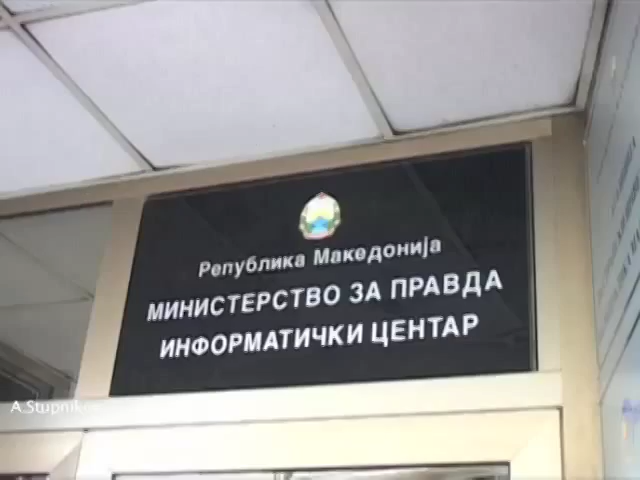 Република Македонија
МИНИСТЕРСТВО ЗА ПРАВДА
ИНФОРМАТИЧКИ ЦЕНТАР